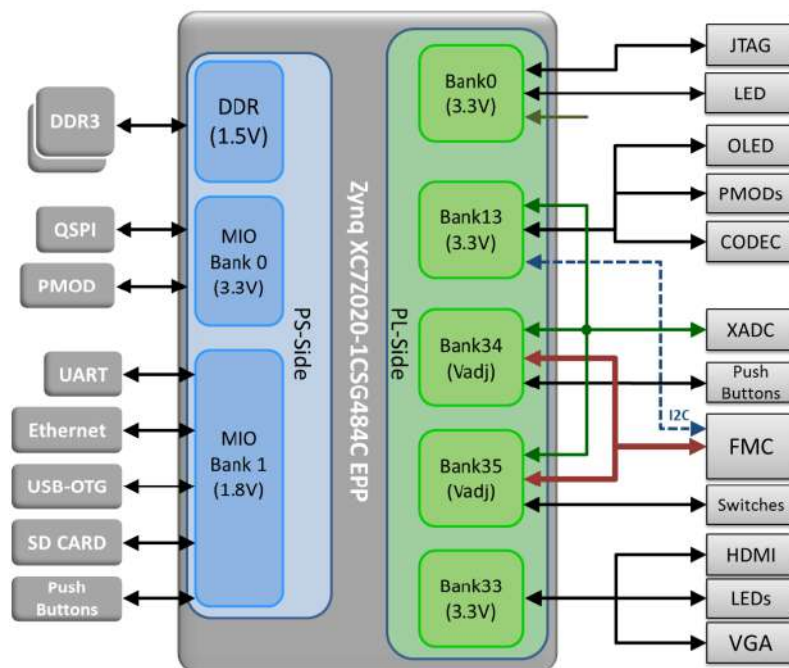 DDR3
QSPI
PMOD
UART
Ethernet
USB-OTG
SD CARD
Push
Buttons
DDR
(1.5V)
MIO
Bank 0
(3.3V)
MIO
Bank 1
(1.8V)
PS-Side
Zynq XC7Z020-1CSG484C EPP
PL-Side
Bank0
(3.3V)
Bank13
(3.3V)
Bank34
(Vadj)
Bank35
(Vadj)
Bank33
(3.3V)
I2C
JTAG
LED
OLED
PMODs
CODEC
XADC
Push
Buttons
FMC
Switches
HDMI
LEDs
VGA